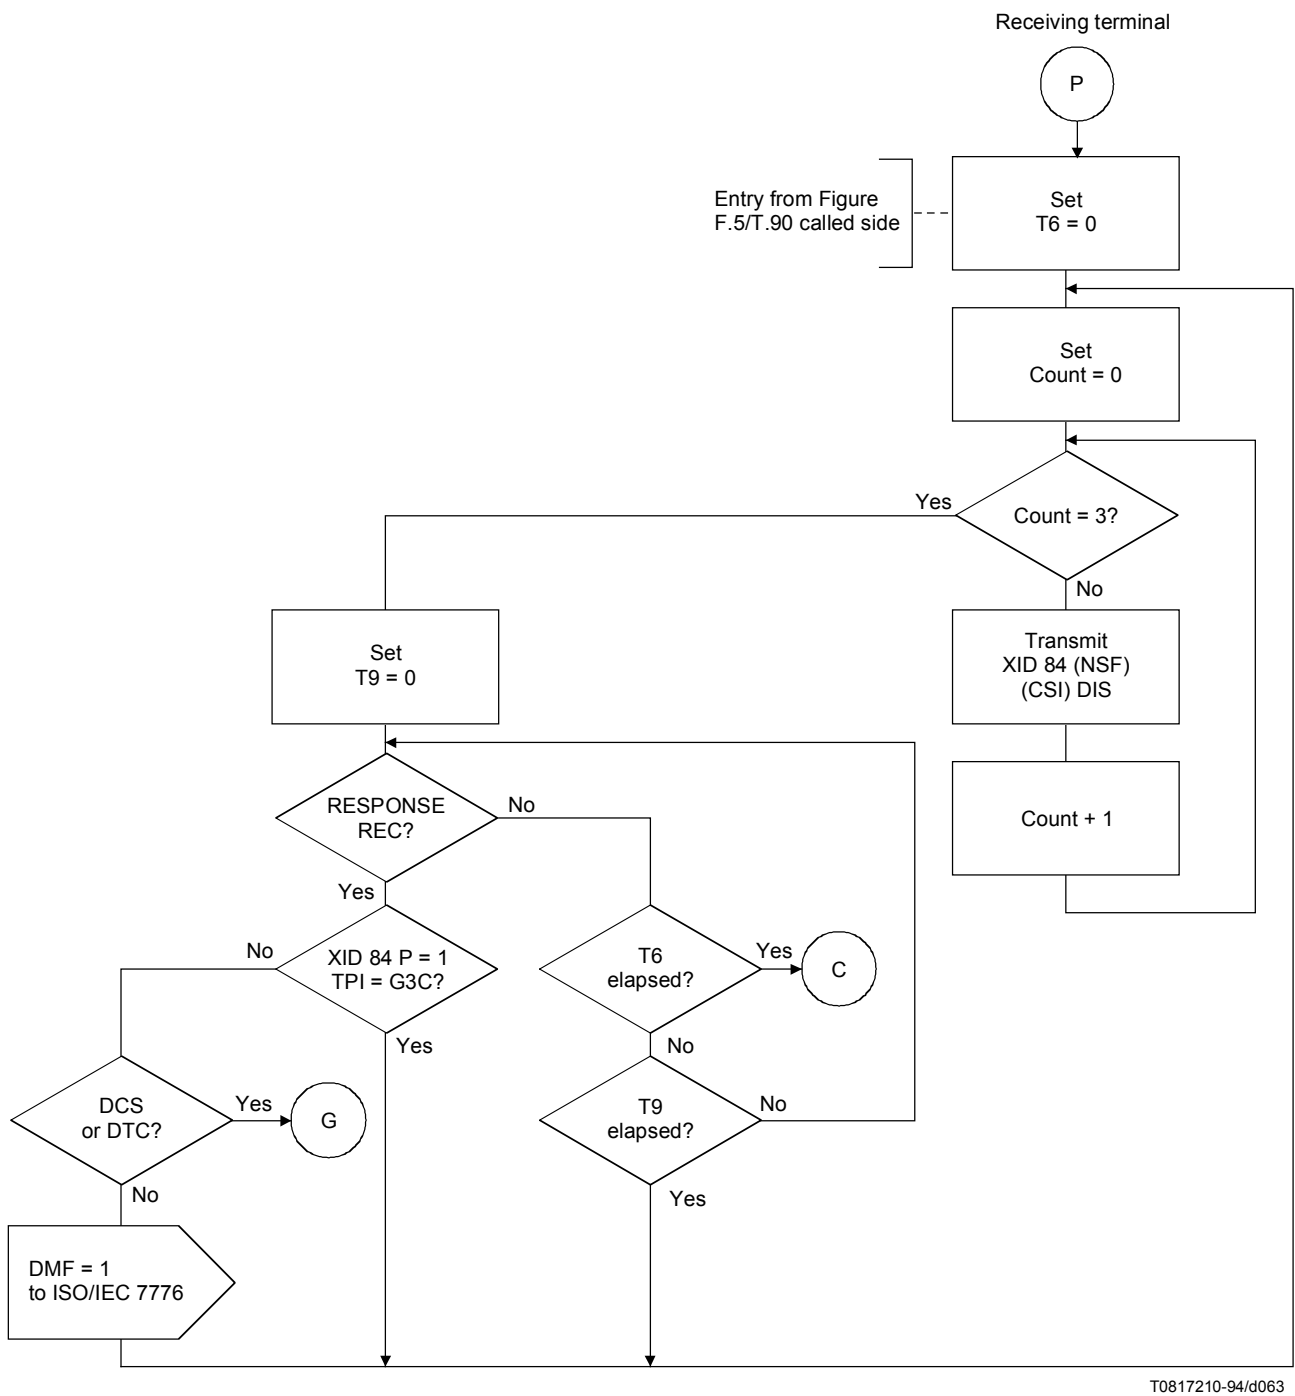 Receiving terminal
P
Entry from Figure
F.5/T.90 called side
Set
T6 = 0
Set
Count = 0
Yes
Count = 3?
No
Set
T9 = 0
Transmit
XID 84 (NSF)
(CSI) DIS
RESPONSE
REC?
No
Count + 1
Yes
No
XID 84 P = 1
TPI = G3C?
T6
elapsed?
Yes
C
Yes
No
DCS
or DTC?
Yes
G
T9
elapsed?
No
No
Yes
DMF = 1
to ISO/IEC 7776
T0817210-94/d063